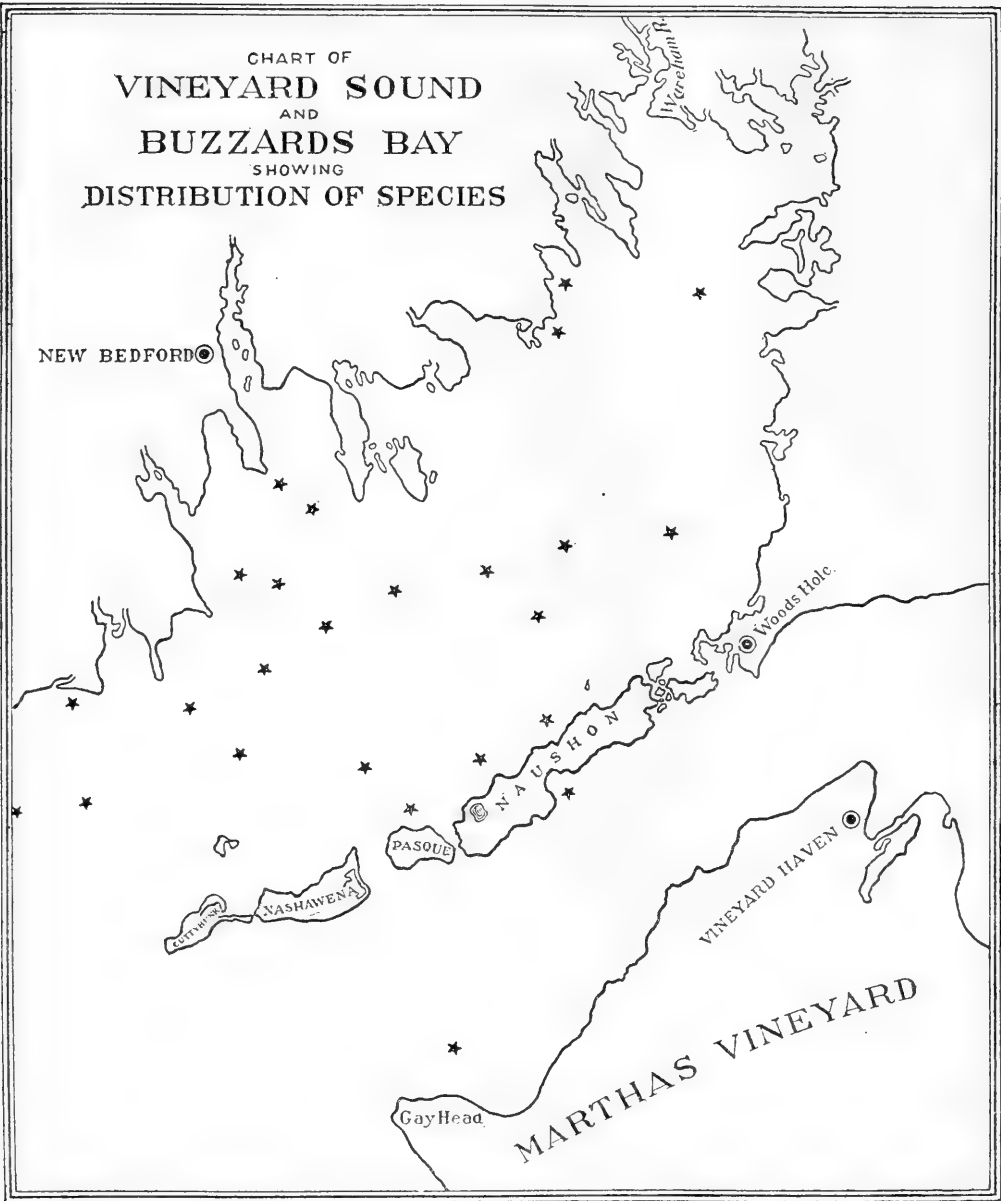 CHART OF
VINEYARD SOUND
AND
BUZZARDS BAY
SHOWING
DISTRIBUTION OF SPECIES
Wareham R.
NEW BEDFORD
Woods Hole.
NAUSHON
PASQUE
NASHAWENA
CUTTYHUNK
VINEYARD HAVEN
MARTHAS VINEYARD
Gay Head